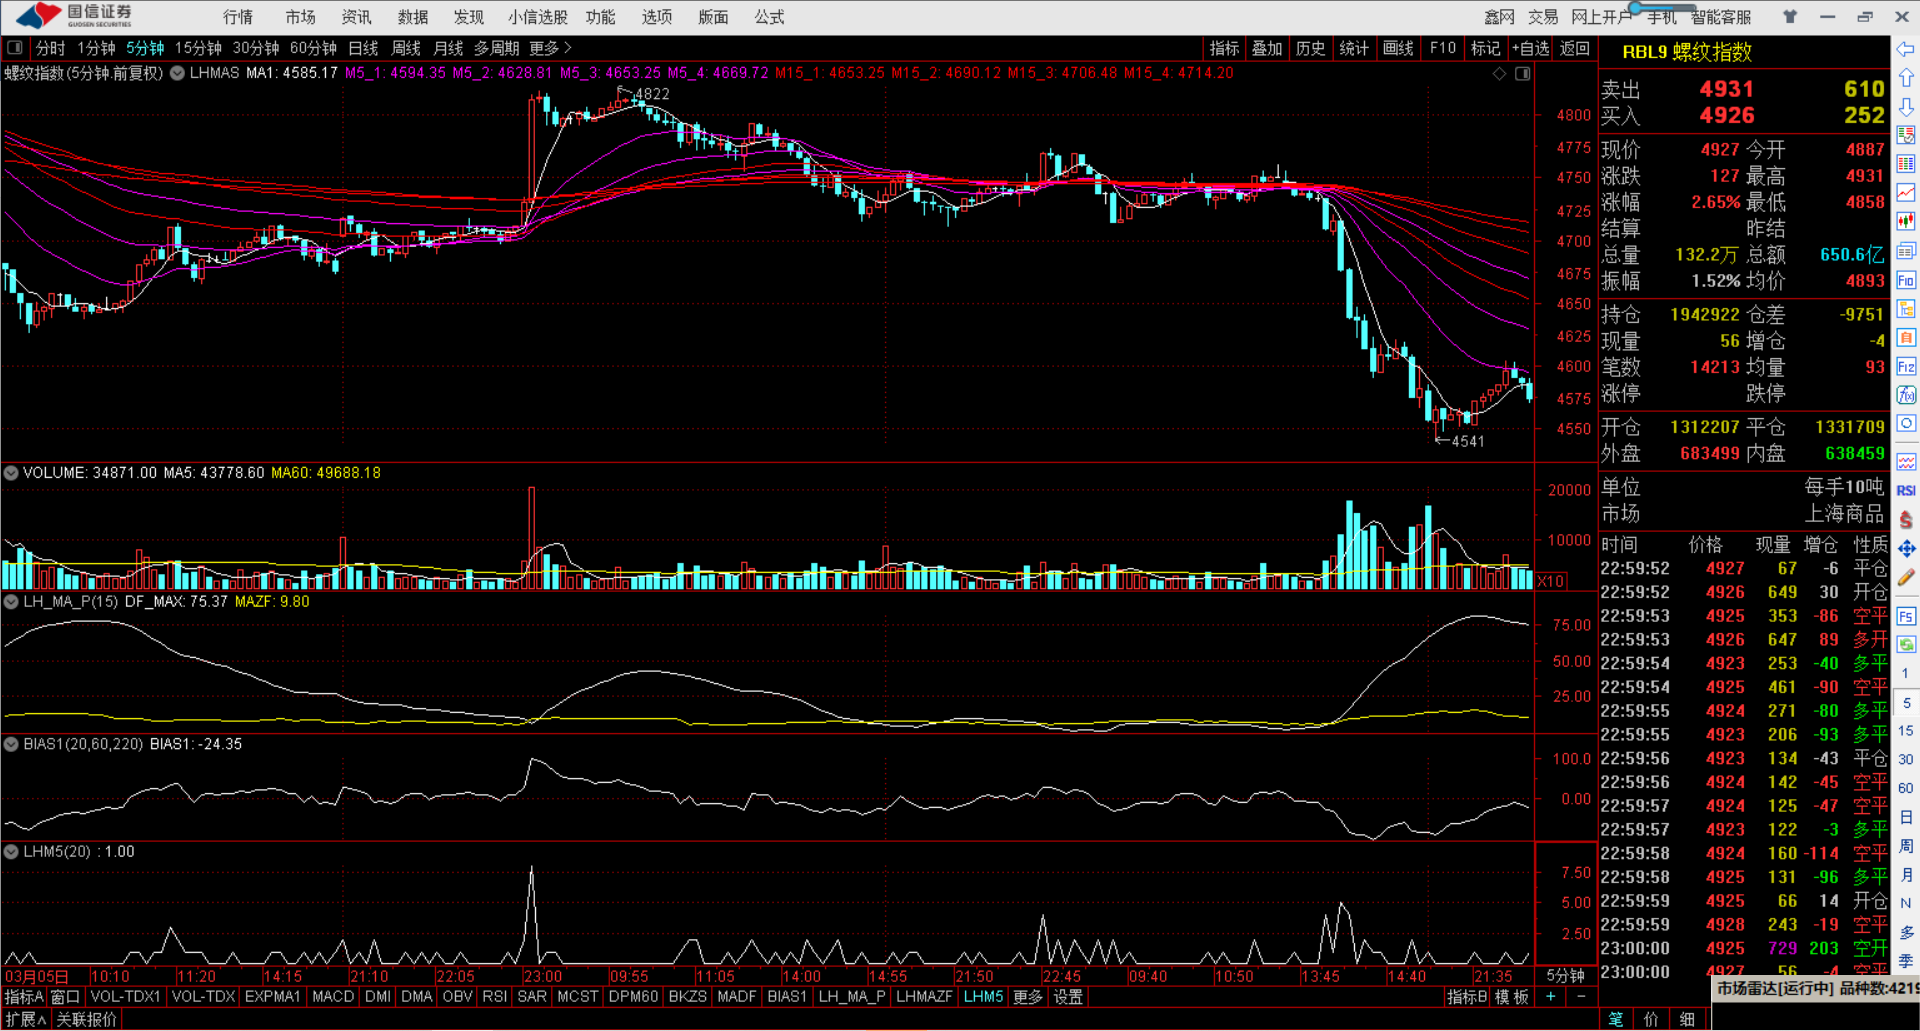 国信证券 行情 市场 资讯 数据 发现 小信选股 功能 选项 版面 公式 鑫网 交易 网上开户 手机 智能客服
GUOSEN SECURITIES
分时 1分钟 5分钟 15分钟 30分钟 60分钟 日线 周线 月线 多周期 更多 指标 叠加 历史 统计 画线 F10 标记 +自选 返回
RBL9 螺纹指数
螺纹指数(5分钟.前复权) LHMAS MA1: 4585.17 M5_1: 4594.35 M5_2: 4628.81 M5_3: 4653.25 M5_4: 4669.72 M15_1: 4653.25 M15_2: 4690.12 M15_3: 4706.48 M15_4: 4714.20
4822
4800
4775
4750
4725
4700
4675
4650
4625
4600
4575
4550
4541
VOLUME: 34871.00 MA5: 43778.60 MA60: 49688.18
20000
10000
X10
LH_MA_P(15) DF_MAX: 75.37 MAZF: 9.80
75.00
50.00
25.00
BIAS1(20,60,220) BIAS1: -24.35
100.0
0.00
LHM5(20) : 1.00
7.50
5.00
2.50
03月05日 10:10 11:20 14:15 21:10 22:05 23:00 09:55 11:05 14:00 14:55 21:50 22:45 09:40 10:50 13:45 14:40 21:35 5分钟
指标A 窗口 VOL-TDX1 VOL-TDX EXPMA1 MACD DMI DMA OBV RSI SAR MCST DPM60 BKZS MADF BIAS1 LH_MA_P LHMAZF LHM5 更多 设置 指标B 模板 + −
扩展∧ 关联报价
卖出 4931 610
买入 4926 252
现价 4927 今开 4887
涨跌 127 最高 4931
涨幅 2.65% 最低 4858
结算 昨结
总量 132.2万 总额 650.6亿
振幅 1.52% 均价 4893
持仓 1942922 仓差 -9751
现量 56 增仓 -4
笔数 14213 均量 93
涨停 跌停
开仓 1312207 平仓 1331709
外盘 683499 内盘 638459
单位 每手10吨
市场 上海商品
时间 价格 现量 增仓 性质
22:59:52 4927 67 -6 平仓
22:59:52 4926 649 30 开仓
22:59:53 4925 353 -86 空平
22:59:53 4926 647 89 多开
22:59:54 4923 253 -40 多平
22:59:54 4925 461 -90 空平
22:59:55 4924 271 -80 多平
22:59:55 4923 206 -93 多平
22:59:56 4923 134 -43 平仓
22:59:56 4924 142 -45 空平
22:59:57 4924 125 -47 空平
22:59:57 4923 122 -3 多平
22:59:58 4924 160 -114 空平
22:59:58 4925 131 -96 多平
22:59:59 4925 66 14 开仓
22:59:59 4928 243 -19 空平
23:00:00 4925 729 203 空开
23:00:00 4927 56 -4 空平
市场雷达[运行中] 品种数:4219
笔 价 细
F10
自
F12
f(x)
RSI
$
F5
1
5
15
30
60
日
周
月
N
多
季